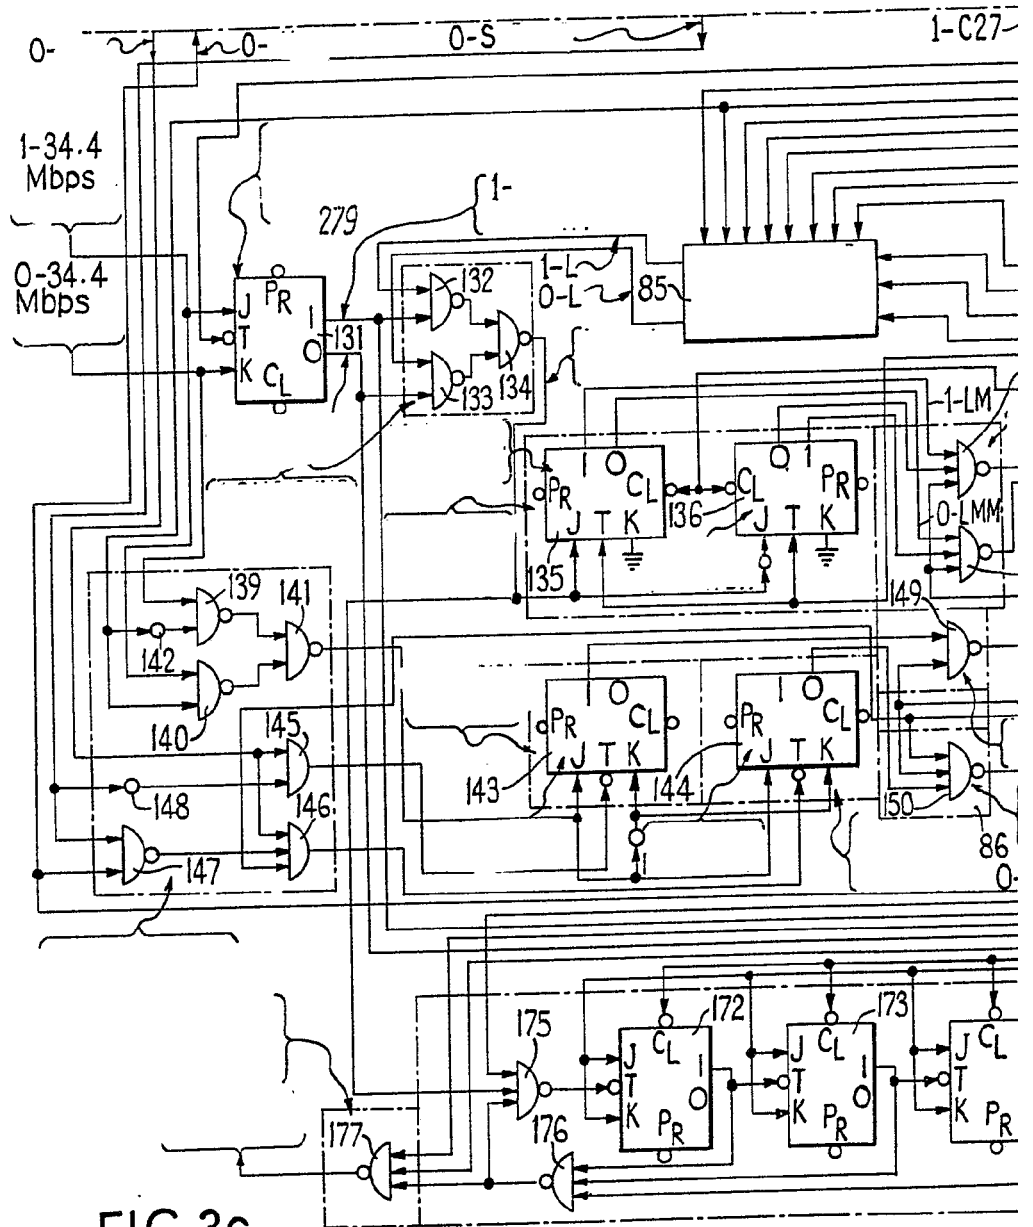 0-
0-
0-S
1-C27
1-34.4
Mbps
0-34.4
Mbps
279
1-
1-L
0-L
85
132
133
134
PR
J
T
K
CL
1
0
131
1-LM
0-LMM
1
0
PR
CL
J
T
K
135
0
1
CL
PR
J
T
K
136
139
141
142
140
145
148
146
147
149
1
0
PR
CL
J
T
K
143
1
0
PR
CL
J
T
K
144
150
86
0-
175
172
173
CL
J
T
K
1
0
PR
CL
J
T
K
1
0
PR
CL
J
T
K
PR
177
176